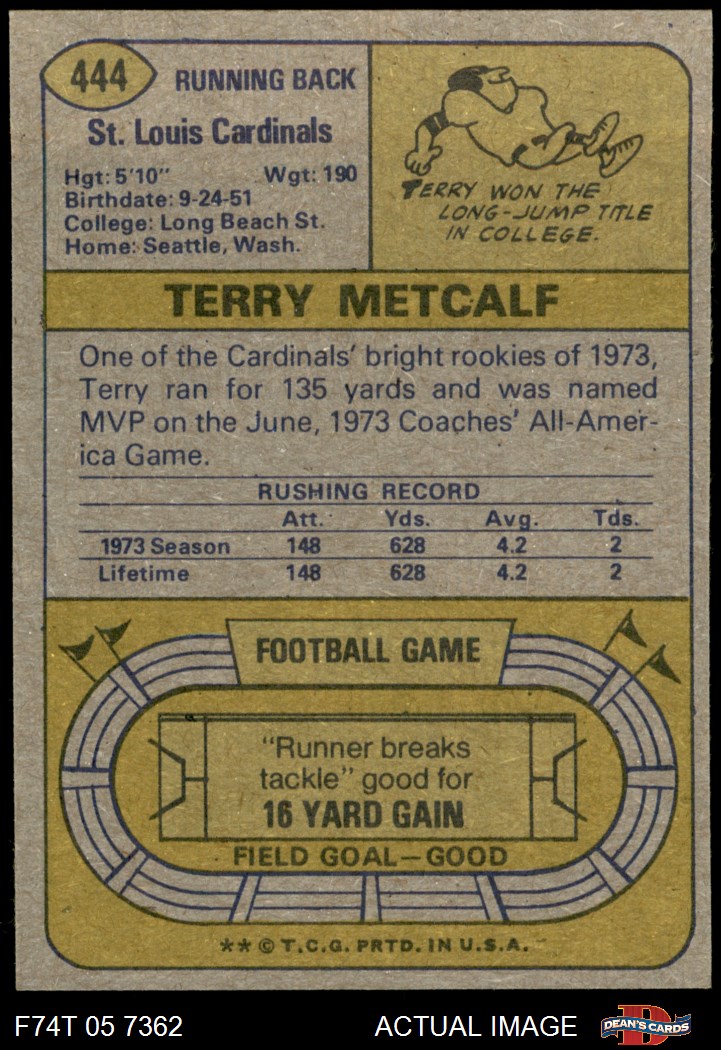 444
RUNNING BACK
St. Louis Cardinals
Hgt: 5'10" Wgt: 190
Birthdate: 9-24-51
College: Long Beach St.
Home: Seattle, Wash.
TERRY WON THE
LONG-JUMP TITLE
IN COLLEGE.
TERRY METCALF
One of the Cardinals' bright rookies of 1973,
Terry ran for 135 yards and was named
MVP on the June, 1973 Coaches' All-Amer-
ica Game.
RUSHING RECORD
Att. Yds. Avg. Tds.
1973 Season 148 628 4.2 2
Lifetime 148 628 4.2 2
FOOTBALL GAME
"Runner breaks
tackle" good for
16 YARD GAIN
FIELD GOAL—GOOD
** © T.C.G. PRTD. IN U.S.A.
F74T 05 7362 ACTUAL IMAGE DEAN'S CARDS